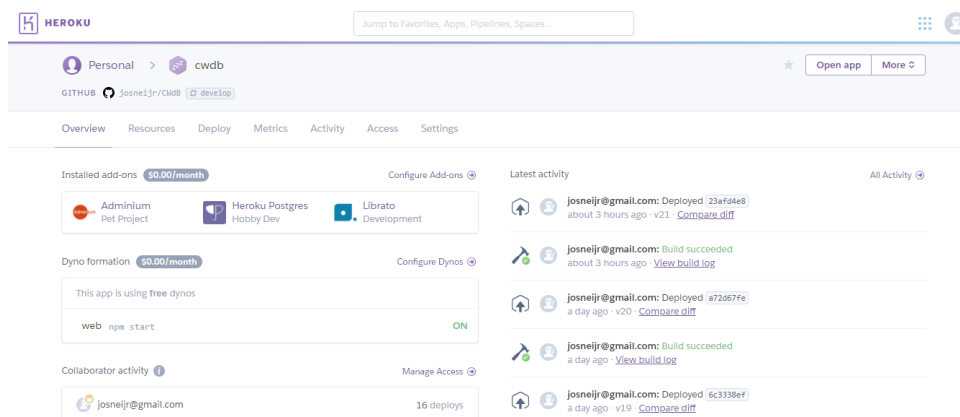 HEROKU
Jump to Favorites, Apps, Pipelines, Spaces...
Personal > cwdb
Open app
More
GITHUB josneijr/CWdB develop
Overview Resources Deploy Metrics Activity Access Settings
Installed add-ons $0.00/month
Configure Add-ons
Adminium
Pet Project
Heroku Postgres
Hobby Dev
Librato
Development
Dyno formation $0.00/month
Configure Dynos
This app is using free dynos
web npm start ON
Collaborator activity
Manage Access
josneijr@gmail.com 16 deploys
Latest activity
All Activity
josneijr@gmail.com: Deployed 23afd4e8
about 3 hours ago · v21 · Compare diff
josneijr@gmail.com: Build succeeded
about 3 hours ago · View build log
josneijr@gmail.com: Deployed a72d67fe
a day ago · v20 · Compare diff
josneijr@gmail.com: Build succeeded
a day ago · View build log
josneijr@gmail.com: Deployed 6c3338ef
a day ago · v19 · Compare diff